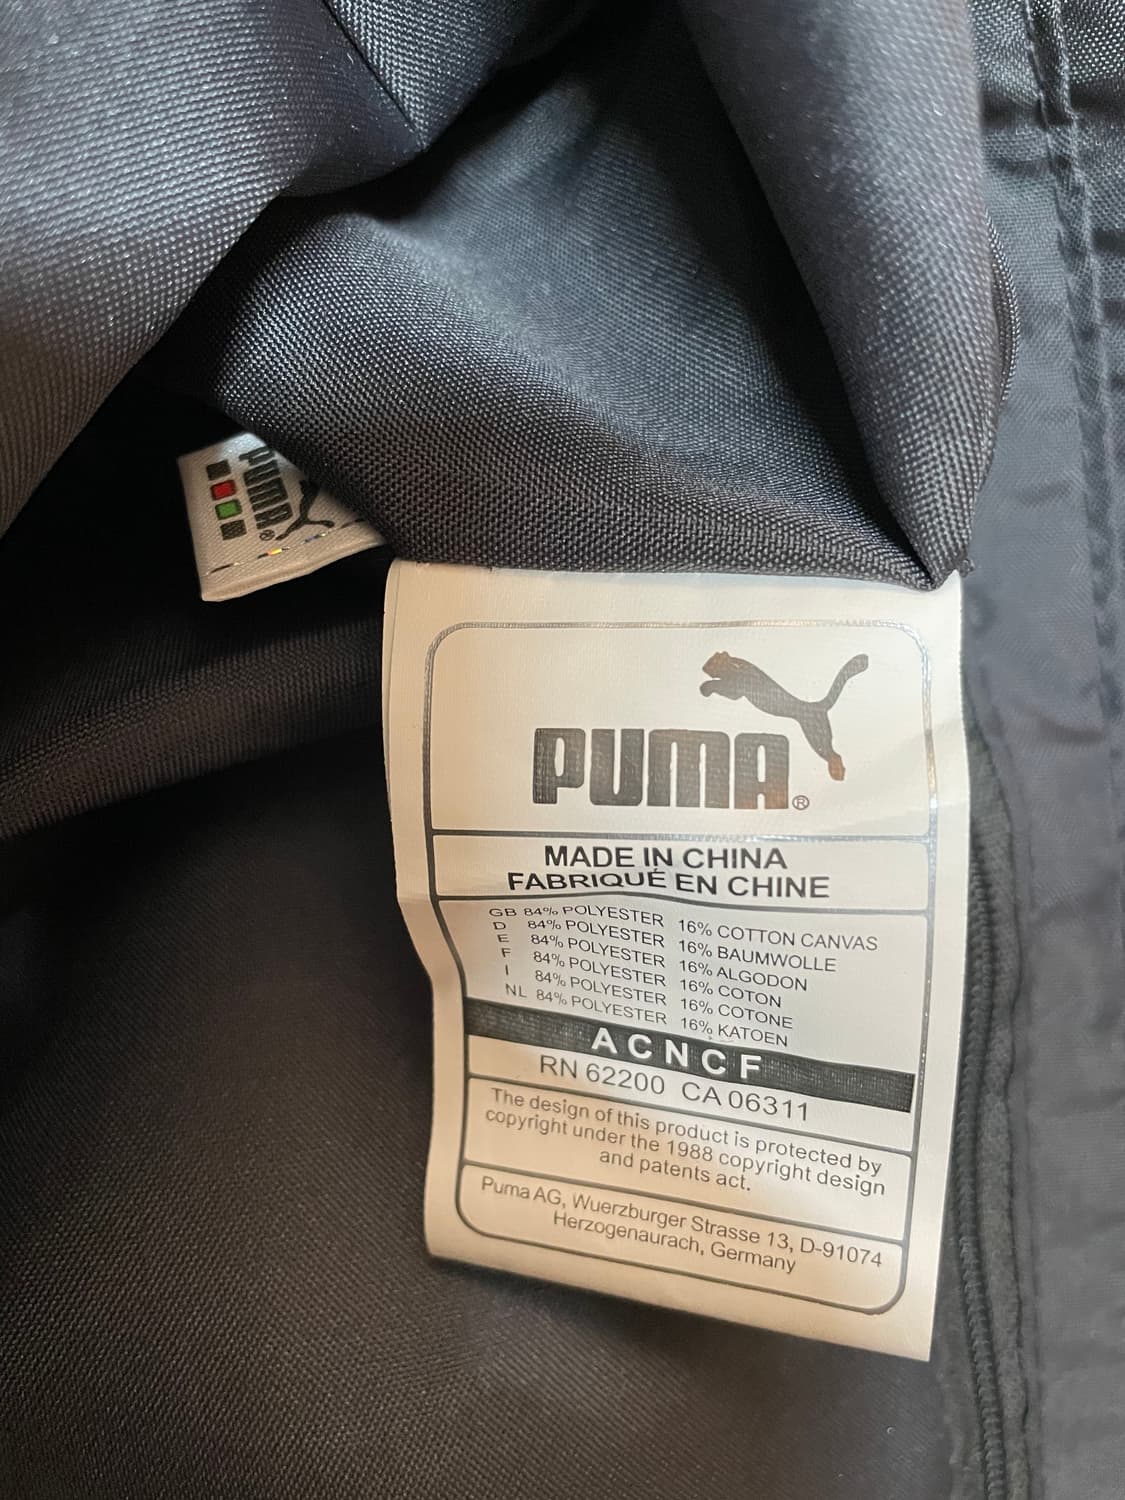 PUMA®
PUMA®
MADE IN CHINA
FABRIQUÉ EN CHINE
GB 84% POLYESTER 16% COTTON CANVAS
D 84% POLYESTER 16% BAUMWOLLE
E 84% POLYESTER 16% ALGODON
F 84% POLYESTER 16% COTON
I 84% POLYESTER 16% COTONE
NL 84% POLYESTER 16% KATOEN
ACNCF
RN 62200 CA 06311
The design of this product is protected by
copyright under the 1988 copyright design
and patents act.
Puma AG, Wuerzburger Strasse 13, D-91074
Herzogenaurach, Germany